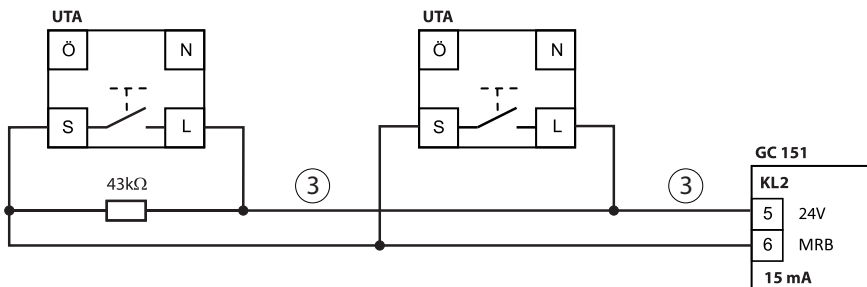 UTA
Ö N
S L
43kΩ
3
UTA
Ö N
S L
3
GC 151
KL2
5 24V
6 MRB
15 mA